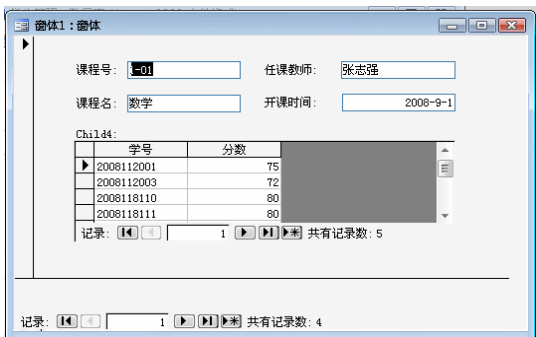 窗体1：窗体
课程号: 1-01 任课教师: 张志强
课程名: 数学 开课时间: 2008-9-1
Child4:
学号 分数
2008112001 75
2008112003 72
2008118110 80
2008118111 80
记录: 1 共有记录数: 5
记录: 1 共有记录数: 4